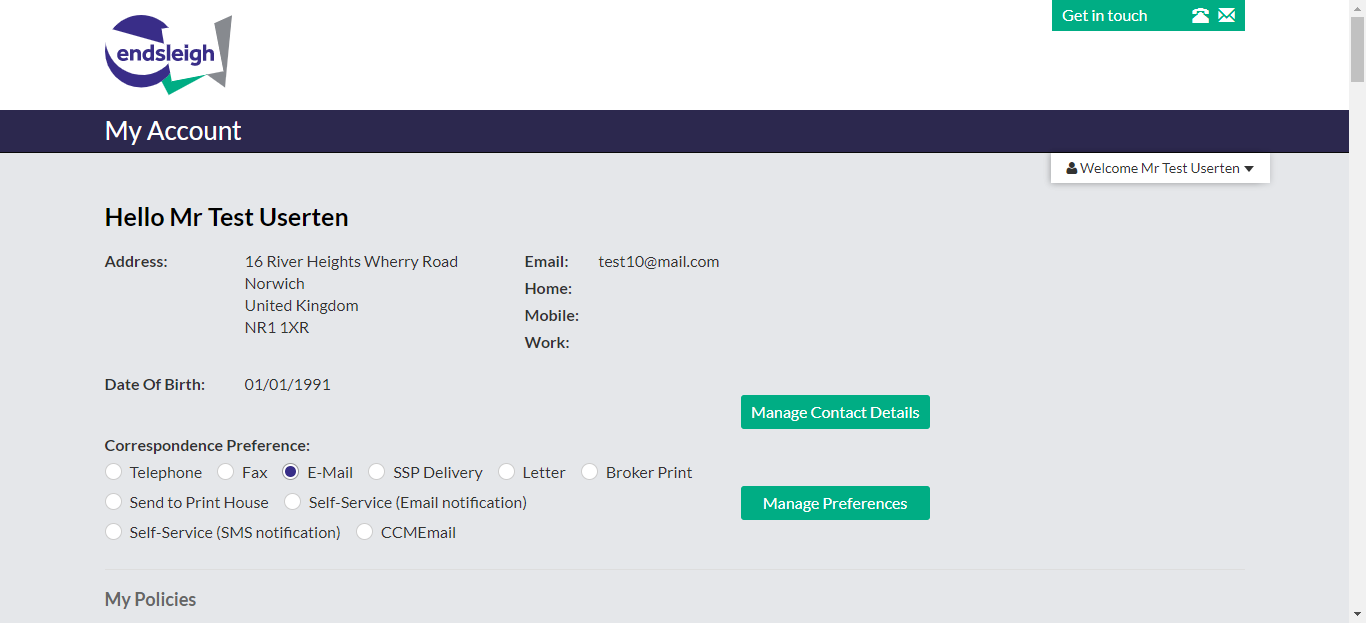 Get in touch
endsleigh
My Account
Welcome Mr Test Userten
Hello Mr Test Userten
Address: 16 River Heights Wherry Road Email: test10@mail.com
Norwich Home:
United Kingdom Mobile:
NR1 1XR Work:
Date Of Birth: 01/01/1991
Manage Contact Details
Correspondence Preference:
Telephone Fax E-Mail SSP Delivery Letter Broker Print
Send to Print House Self-Service (Email notification)
Manage Preferences
Self-Service (SMS notification) CCMEmail
My Policies